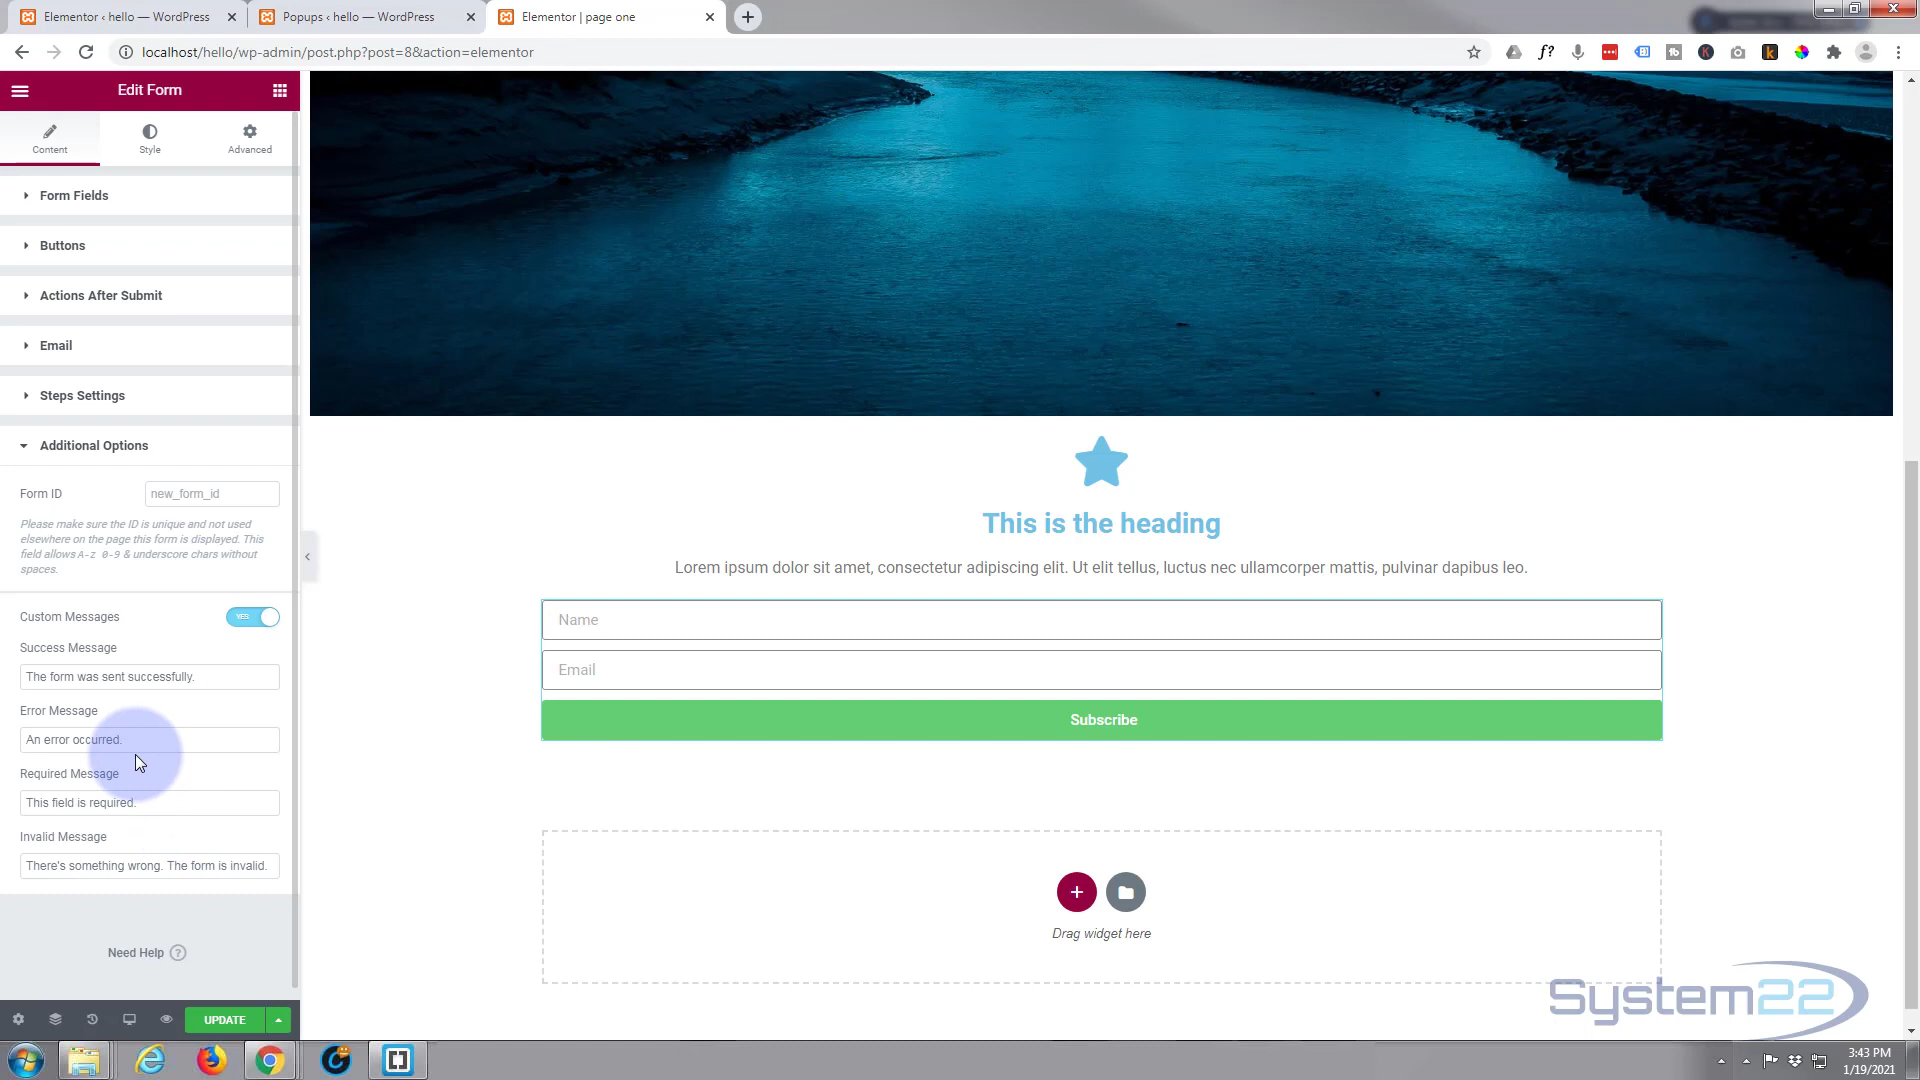 Elementor ‹ hello — WordPress
Popups ‹ hello — WordPress
Elementor | page one
localhost/hello/wp-admin/post.php?post=8&action=elementor
Edit Form
Content
Style
Advanced
Form Fields
Buttons
Actions After Submit
Email
Steps Settings
Additional Options
Form ID
new_form_id
Please make sure the ID is unique and not used
elsewhere on the page this form is displayed. This
field allows A-z 0-9 & underscore chars without
spaces.
Custom Messages
YES
Success Message
The form was sent successfully.
Error Message
An error occurred.
Required Message
This field is required.
Invalid Message
There's something wrong. The form is invalid.
Need Help ?
UPDATE
This is the heading
Lorem ipsum dolor sit amet, consectetur adipiscing elit. Ut elit tellus, luctus nec ullamcorper mattis, pulvinar dapibus leo.
Name
Email
Subscribe
Drag widget here
System22
3:43 PM
1/19/2021